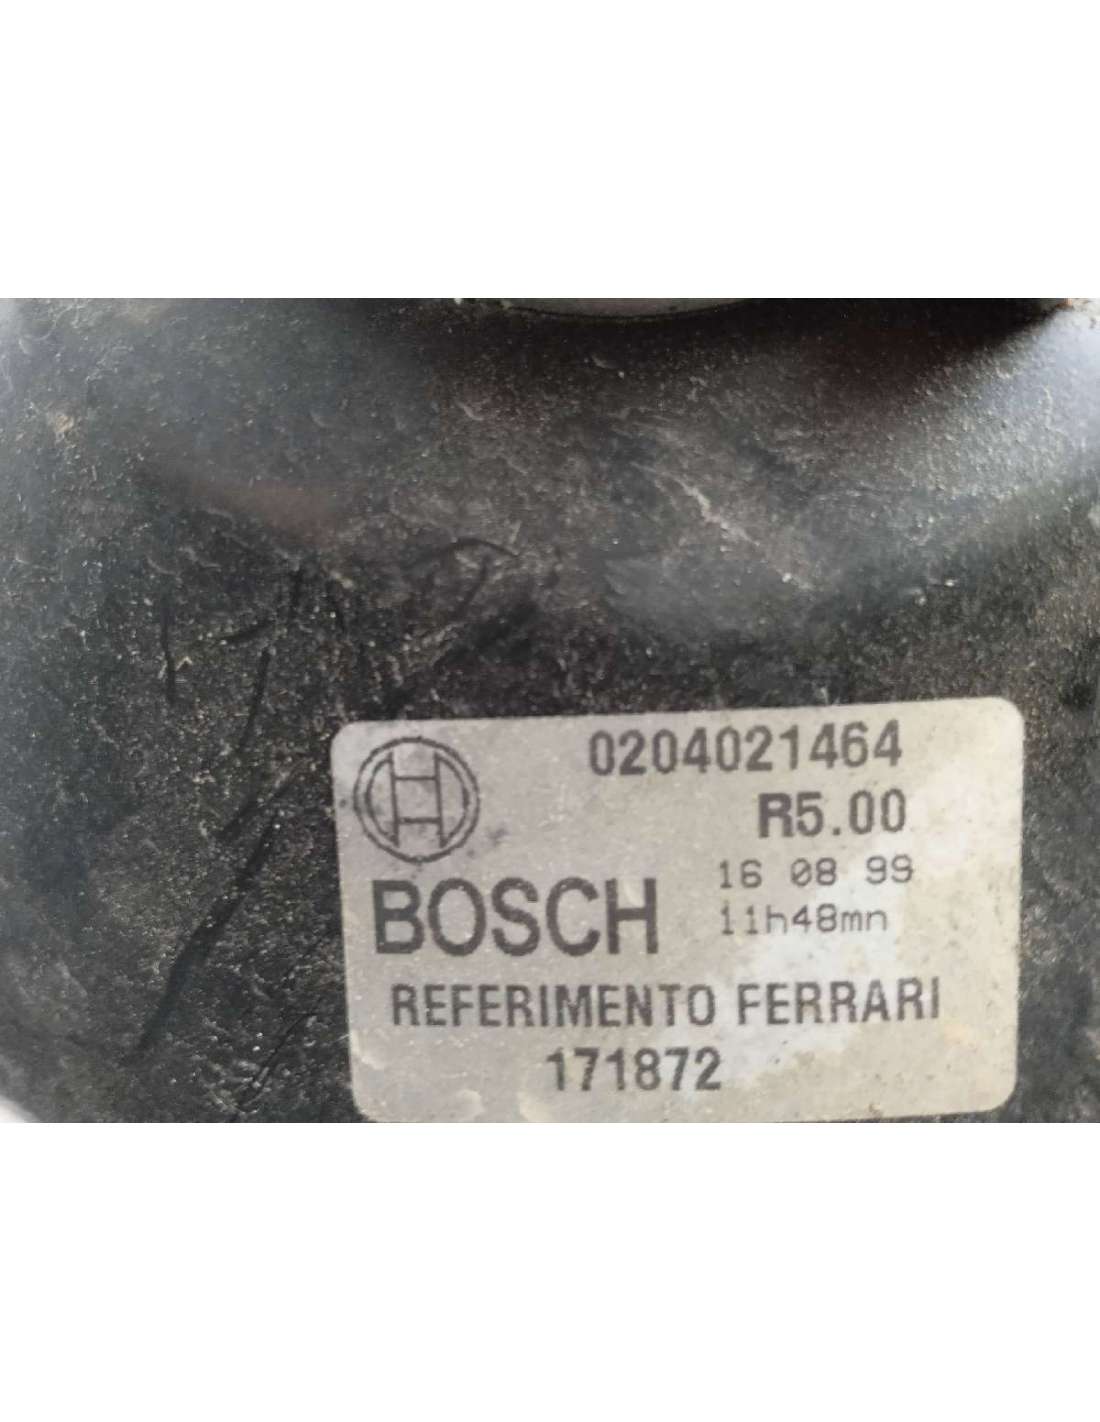 0204021464
R5.00
16 08 99
BOSCH 11h48mn
REFERIMENTO FERRARI
171872